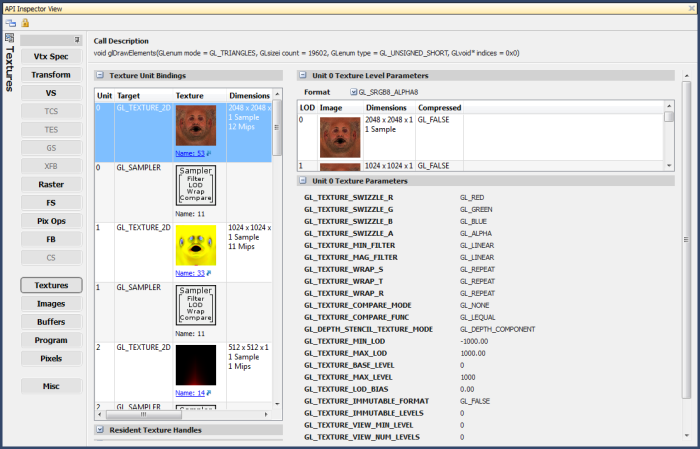 API Inspector View
Textures
Call Description
void glDrawElements(GLenum mode = GL_TRIANGLES, GLsizei count = 19602, GLenum type = GL_UNSIGNED_SHORT, GLvoid* indices = 0x0)
Vtx Spec
Transform
VS
TCS
TES
GS
XFB
Raster
FS
Pix Ops
FB
CS
Textures
Images
Buffers
Program
Pixels
Misc
Texture Unit Bindings
Unit Target Texture Dimensions
0 GL_TEXTURE_2D 2048 x 2048 x
1 Sample
12 Mips
Name: 53
0 GL_SAMPLER
Sampler
Filter
LOD
Wrap
Compare
Name: 11
1 GL_TEXTURE_2D 1024 x 1024 x
1 Sample
11 Mips
Name: 33
1 GL_SAMPLER
Sampler
Filter
LOD
Wrap
Compare
Name: 11
2 GL_TEXTURE_2D 512 x 512 x 1
1 Sample
1 Mips
Name: 14
2 GL_SAMPLER
Sampler
Resident Texture Handles
Unit 0 Texture Level Parameters
Format GL_SRGB8_ALPHA8
LOD Image Dimensions Compressed
0 2048 x 2048 x 1 GL_FALSE
1 Sample
1 1024 x 1024 x 1 GL_FALSE
Unit 0 Texture Parameters
GL_TEXTURE_SWIZZLE_R GL_RED
GL_TEXTURE_SWIZZLE_G GL_GREEN
GL_TEXTURE_SWIZZLE_B GL_BLUE
GL_TEXTURE_SWIZZLE_A GL_ALPHA
GL_TEXTURE_MIN_FILTER GL_LINEAR
GL_TEXTURE_MAG_FILTER GL_LINEAR
GL_TEXTURE_WRAP_S GL_REPEAT
GL_TEXTURE_WRAP_T GL_REPEAT
GL_TEXTURE_WRAP_R GL_REPEAT
GL_TEXTURE_COMPARE_MODE GL_NONE
GL_TEXTURE_COMPARE_FUNC GL_LEQUAL
GL_DEPTH_STENCIL_TEXTURE_MODE GL_DEPTH_COMPONENT
GL_TEXTURE_MIN_LOD -1000.00
GL_TEXTURE_MAX_LOD 1000.00
GL_TEXTURE_BASE_LEVEL 0
GL_TEXTURE_MAX_LEVEL 1000
GL_TEXTURE_LOD_BIAS 0.00
GL_TEXTURE_IMMUTABLE_FORMAT GL_FALSE
GL_TEXTURE_IMMUTABLE_LEVELS 0
GL_TEXTURE_VIEW_MIN_LEVEL 0
GL_TEXTURE_VIEW_NUM_LEVELS 0